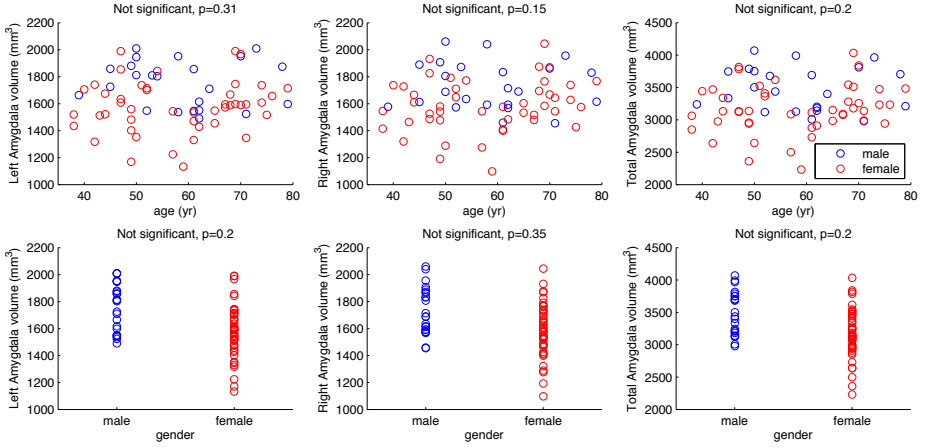 Not significant, p=0.31
2200
2000
1800
1600
1400
1200
1000
Left Amygdala volume (mm³)
40 50 60 70 80
age (yr)
Not significant, p=0.15
2200
2000
1800
1600
1400
1200
1000
Right Amygdala volume (mm³)
40 50 60 70 80
age (yr)
Not significant, p=0.2
4500
4000
3500
3000
2500
2000
Total Amygdala volume (mm³)
male
female
40 50 60 70 80
age (yr)
Not significant, p=0.2
2200
2000
1800
1600
1400
1200
1000
Left Amygdala volume (mm³)
male female
gender
Not significant, p=0.35
2200
2000
1800
1600
1400
1200
1000
Right Amygdala volume (mm³)
male female
gender
Not significant, p=0.2
4500
4000
3500
3000
2500
2000
Total Amygdala volume (mm³)
male female
gender